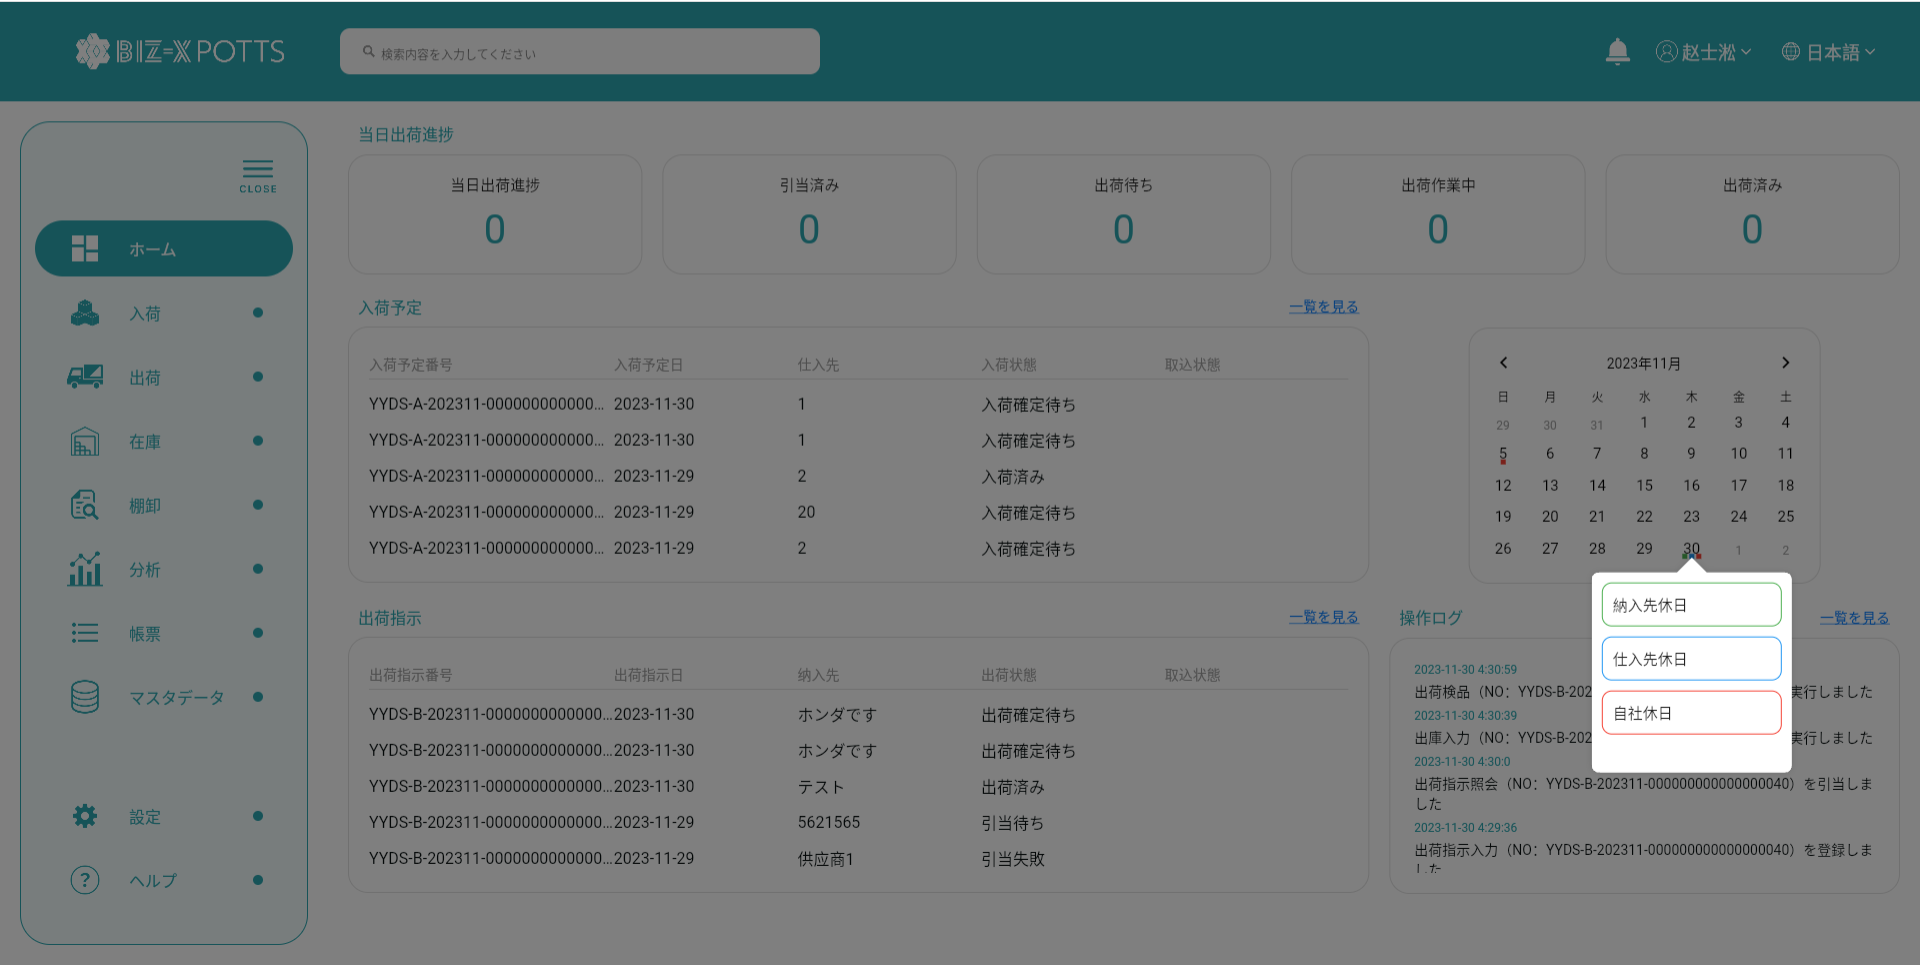 BIZ-X POTTS
検索内容を入力してください
赵士淞
日本語
CLOSE
ホーム
入荷
出荷
在庫
棚卸
分析
帳票
マスタデータ
設定
ヘルプ
当日出荷進捗
当日出荷進捗
0
引当済み
0
出荷待ち
0
出荷作業中
0
出荷済み
0
入荷予定
一覧を見る
入荷予定番号 入荷予定日 仕入先 入荷状態 取込状態
YYDS-A-202311-000000000000... 2023-11-30 1 入荷確定待ち
YYDS-A-202311-000000000000... 2023-11-30 1 入荷確定待ち
YYDS-A-202311-000000000000... 2023-11-29 2 入荷済み
YYDS-A-202311-000000000000... 2023-11-29 20 入荷確定待ち
YYDS-A-202311-000000000000... 2023-11-29 2 入荷確定待ち
2023年11月
日 月 火 水 木 金 土
29 30 31 1 2 3 4
5 6 7 8 9 10 11
12 13 14 15 16 17 18
19 20 21 22 23 24 25
26 27 28 29 30 1 2
納入先休日
仕入先休日
自社休日
出荷指示
一覧を見る
出荷指示番号 出荷指示日 納入先 出荷状態 取込状態
YYDS-B-202311-0000000000000... 2023-11-30 ホンダです 出荷確定待ち
YYDS-B-202311-0000000000000... 2023-11-30 ホンダです 出荷確定待ち
YYDS-B-202311-0000000000000... 2023-11-30 テスト 出荷済み
YYDS-B-202311-0000000000000... 2023-11-29 5621565 引当待ち
YYDS-B-202311-0000000000000... 2023-11-29 供应商1 引当失敗
操作ログ
一覧を見る
2023-11-30 4:30:59
出荷検品（NO：YYDS-B-202 実行しました
2023-11-30 4:30:39
出庫入力（NO：YYDS-B-202 実行しました
2023-11-30 4:30:0
出荷指示照会（NO：YYDS-B-202311-000000000000000040）を引当しま
した
2023-11-30 4:29:36
出荷指示入力（NO：YYDS-B-202311-000000000000000040）を登録しま
した